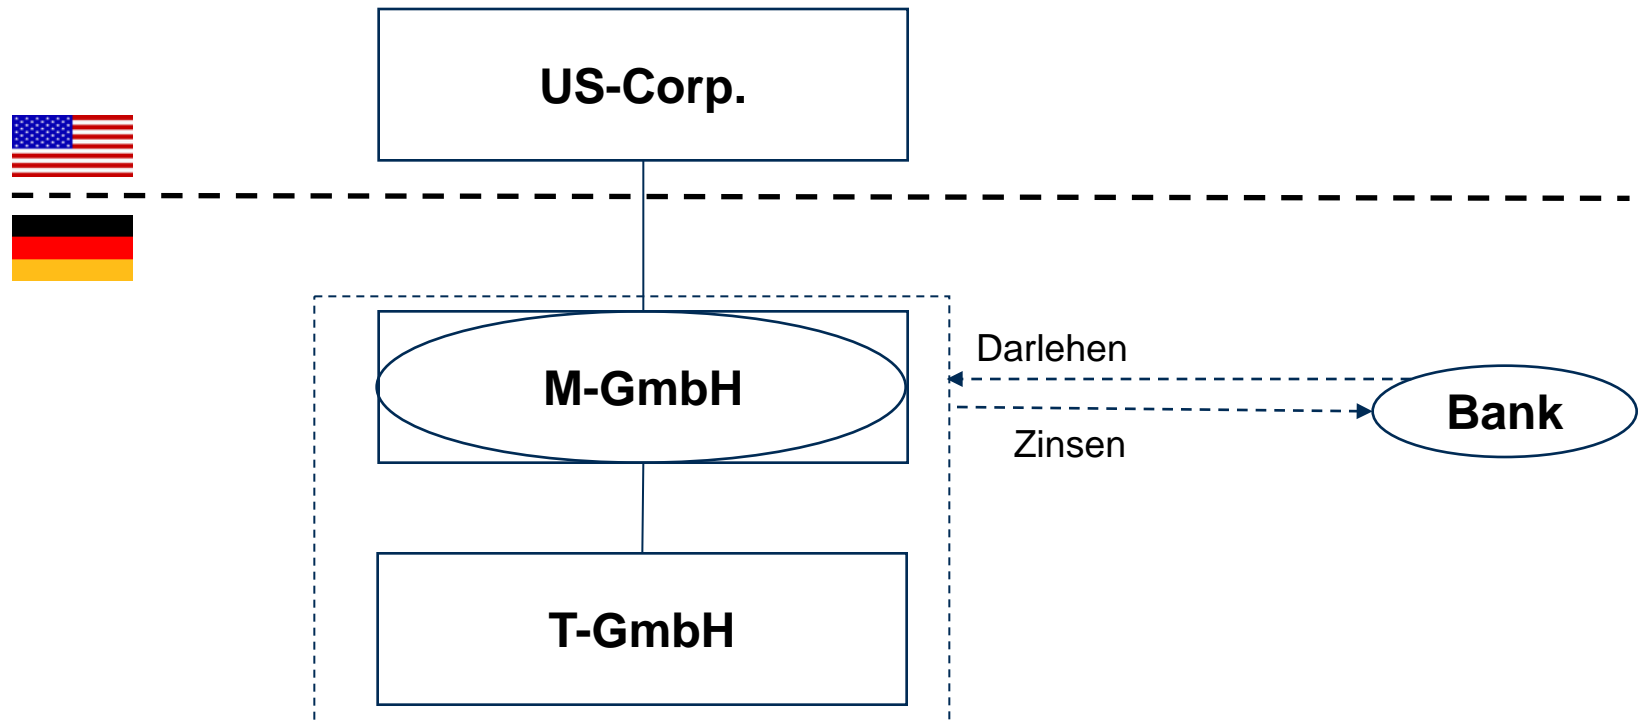 US-Corp.
Darlehen
M-GmbH
Bank
Zinsen
T-GmbH